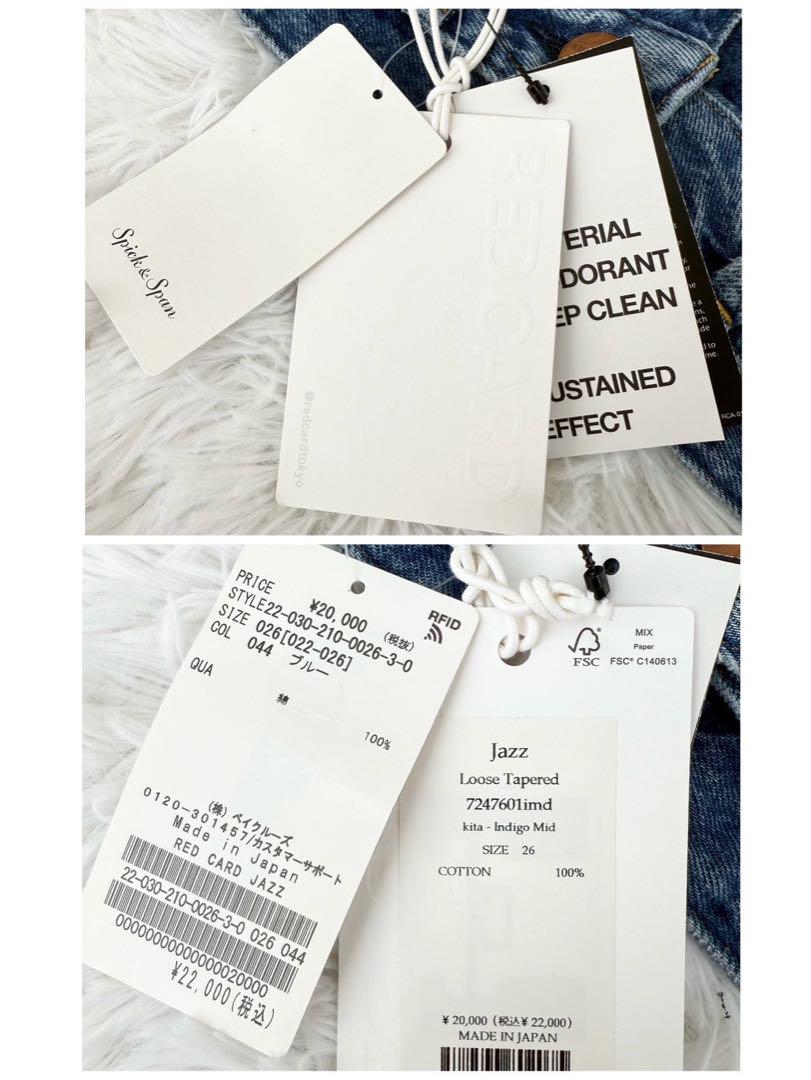 Spick & Span
RED CARD
@redcardtokyo
ERIAL
DORANT
EP CLEAN
USTAINED
EFFECT
RCA-0
PRICE ¥20,000 (税抜)
RFID
STYLE22-030-210-0026-3-0
SIZE 026[022-026]
COL 044 ブルー
QUA
綿 100%
(株)ベイクルーズ
0120-301457/カスタマーサポート
Made in Japan
RED CARD JAZZ
22-030-210-0026-3-0 026 044
¥22,000(税込)
FSC
MIX
Paper
FSC® C140613
Jazz
Loose Tapered
7247601imd
kita - Indigo Mid
SIZE 26
COTTON 100%
¥20,000 (税込¥22,000)
MADE IN JAPAN